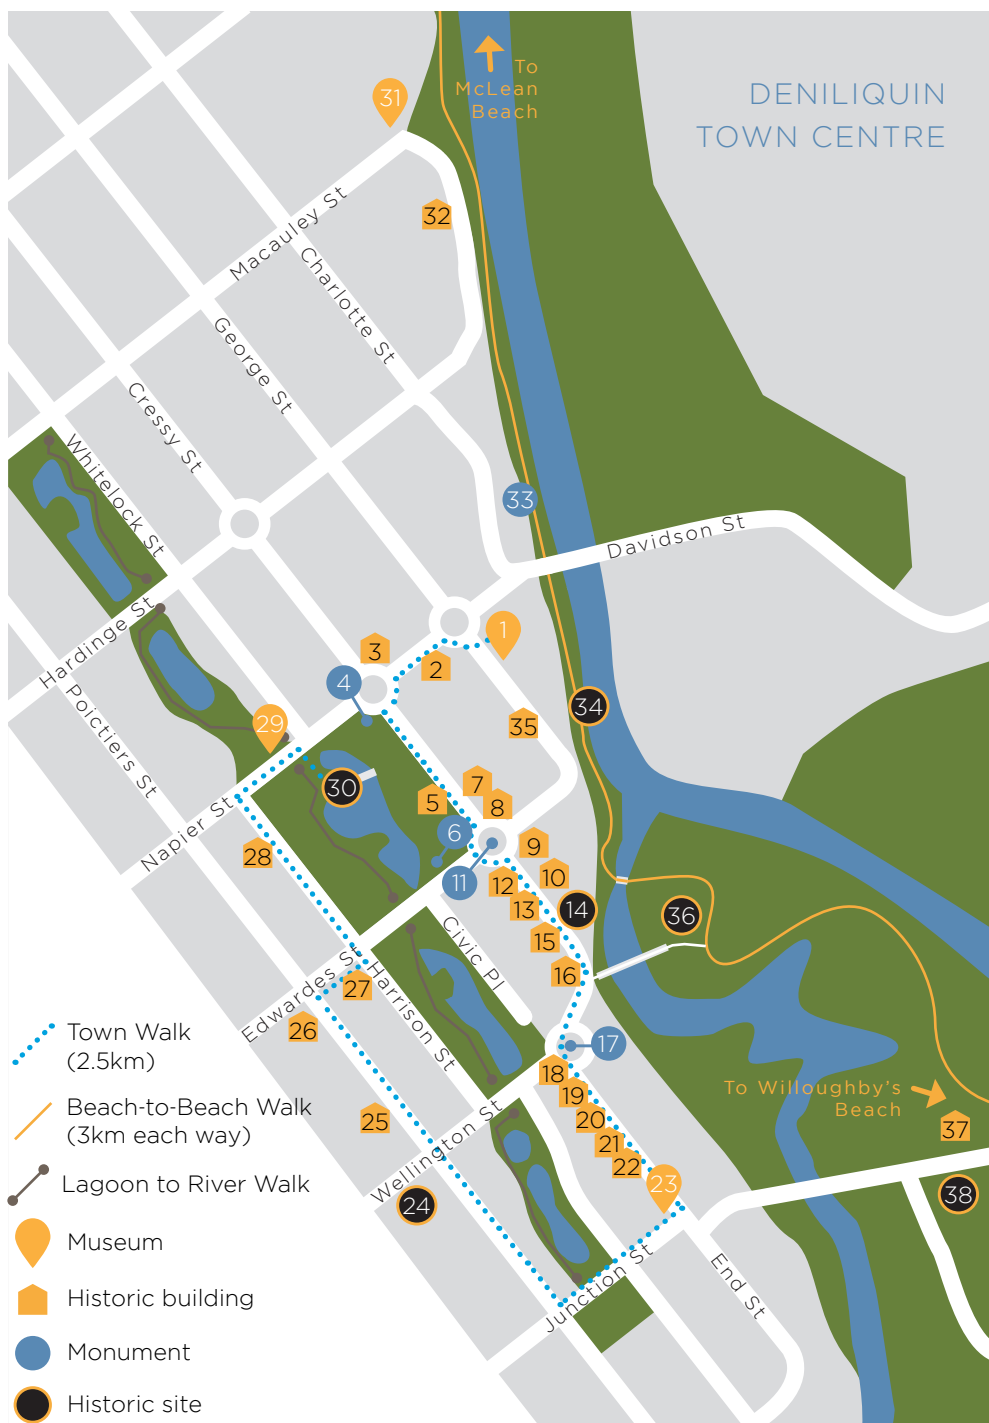 DENILIQUIN
TOWN CENTRE
To
McLean
Beach
31
32
Macauley St
Charlotte St
George St
Cressy St
Whitelock St
33
Davidson St
Hardinge St
Poictiers St
1
2
3
4
34
35
29
30
Napier St
5
6
7
8
9
10
11
12
13
14
15
16
36
28
Civic Pl
Edwardes St
27
Harrison St
26
17
18
19
20
21
22
23
25
Wellington St
24
To Willoughby's
Beach
37
38
Junction St
End St
Town Walk
(2.5km)
Beach-to-Beach Walk
(3km each way)
Lagoon to River Walk
Museum
Historic building
Monument
Historic site